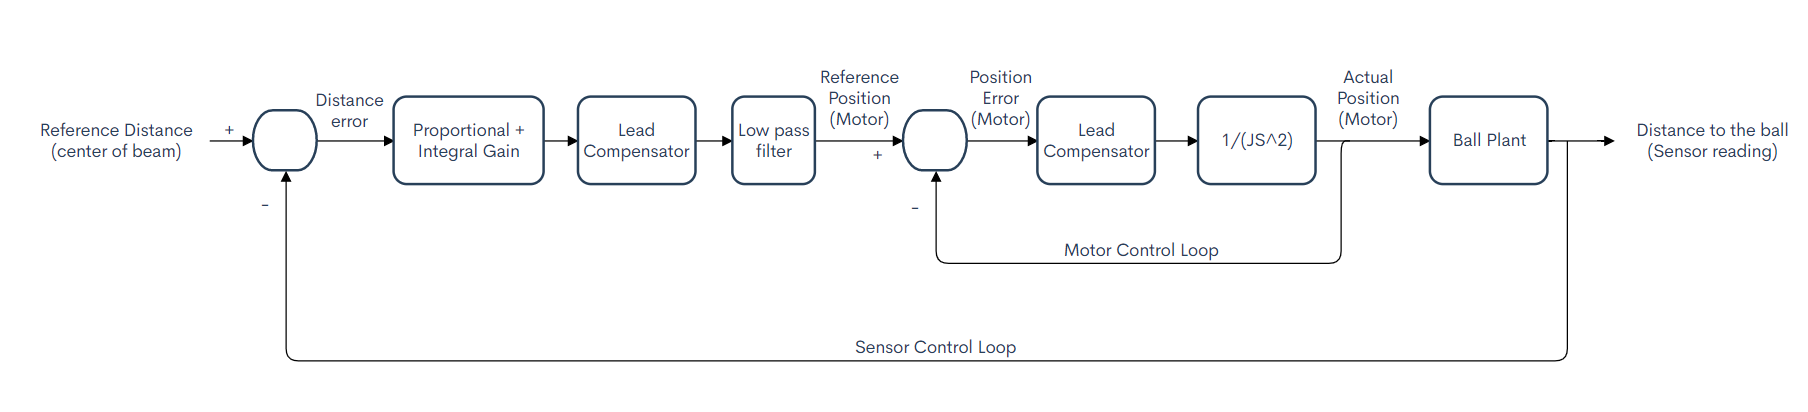 Reference Distance
(center of beam)
+
-
Distance
error
Proportional +
Integral Gain
Lead
Compensator
Low pass
filter
Reference
Position
(Motor)
+
-
Position
Error
(Motor)
Lead
Compensator
1/(JS^2)
Actual
Position
(Motor)
Ball Plant
Distance to the ball
(Sensor reading)
Motor Control Loop
Sensor Control Loop